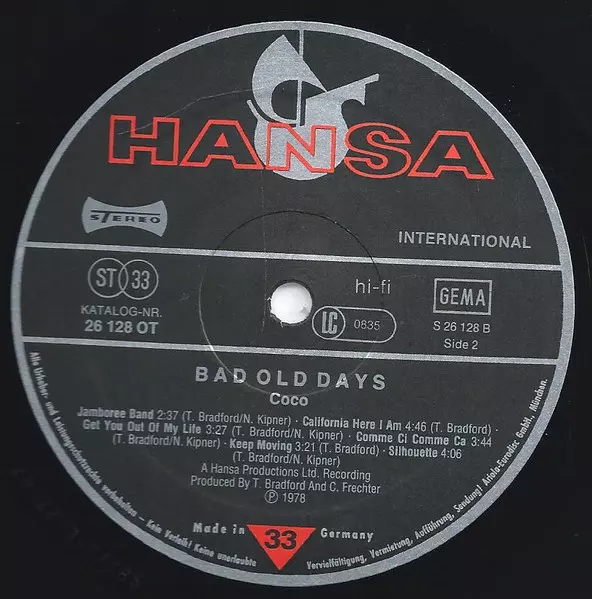 HANSA
STEREO
INTERNATIONAL
ST 33
hi-fi
GEMA
KATALOG-NR.
26 128 OT
LC 0835
S 26 128 B
Side 2
BAD OLD DAYS
Coco
Jamboree Band 2:37 (T. Bradford/N. Kipner) · California Here I Am 4:46 (T. Bradford) ·
Get You Out Of My Life 3:27 (T. Bradford/N. Kipner) · Comme Ci Comme Ca 3:44
(T. Bradford/N. Kipner) · Keep Moving 3:21 (T. Bradford) · Silhouette 4:06
(T. Bradford/N. Kipner)
A Hansa Productions Ltd. Recording
Produced By T. Bradford And C. Frechter
Ⓟ 1978
Made in Germany
33
Alle Urheber- und Leistungsschutzrechte vorbehalten – Kein Verleih! Keine unerlaubte Vervielfältigung, Vermietung, Aufführung, Sendung! Ariola-Eurodisc GmbH, München.